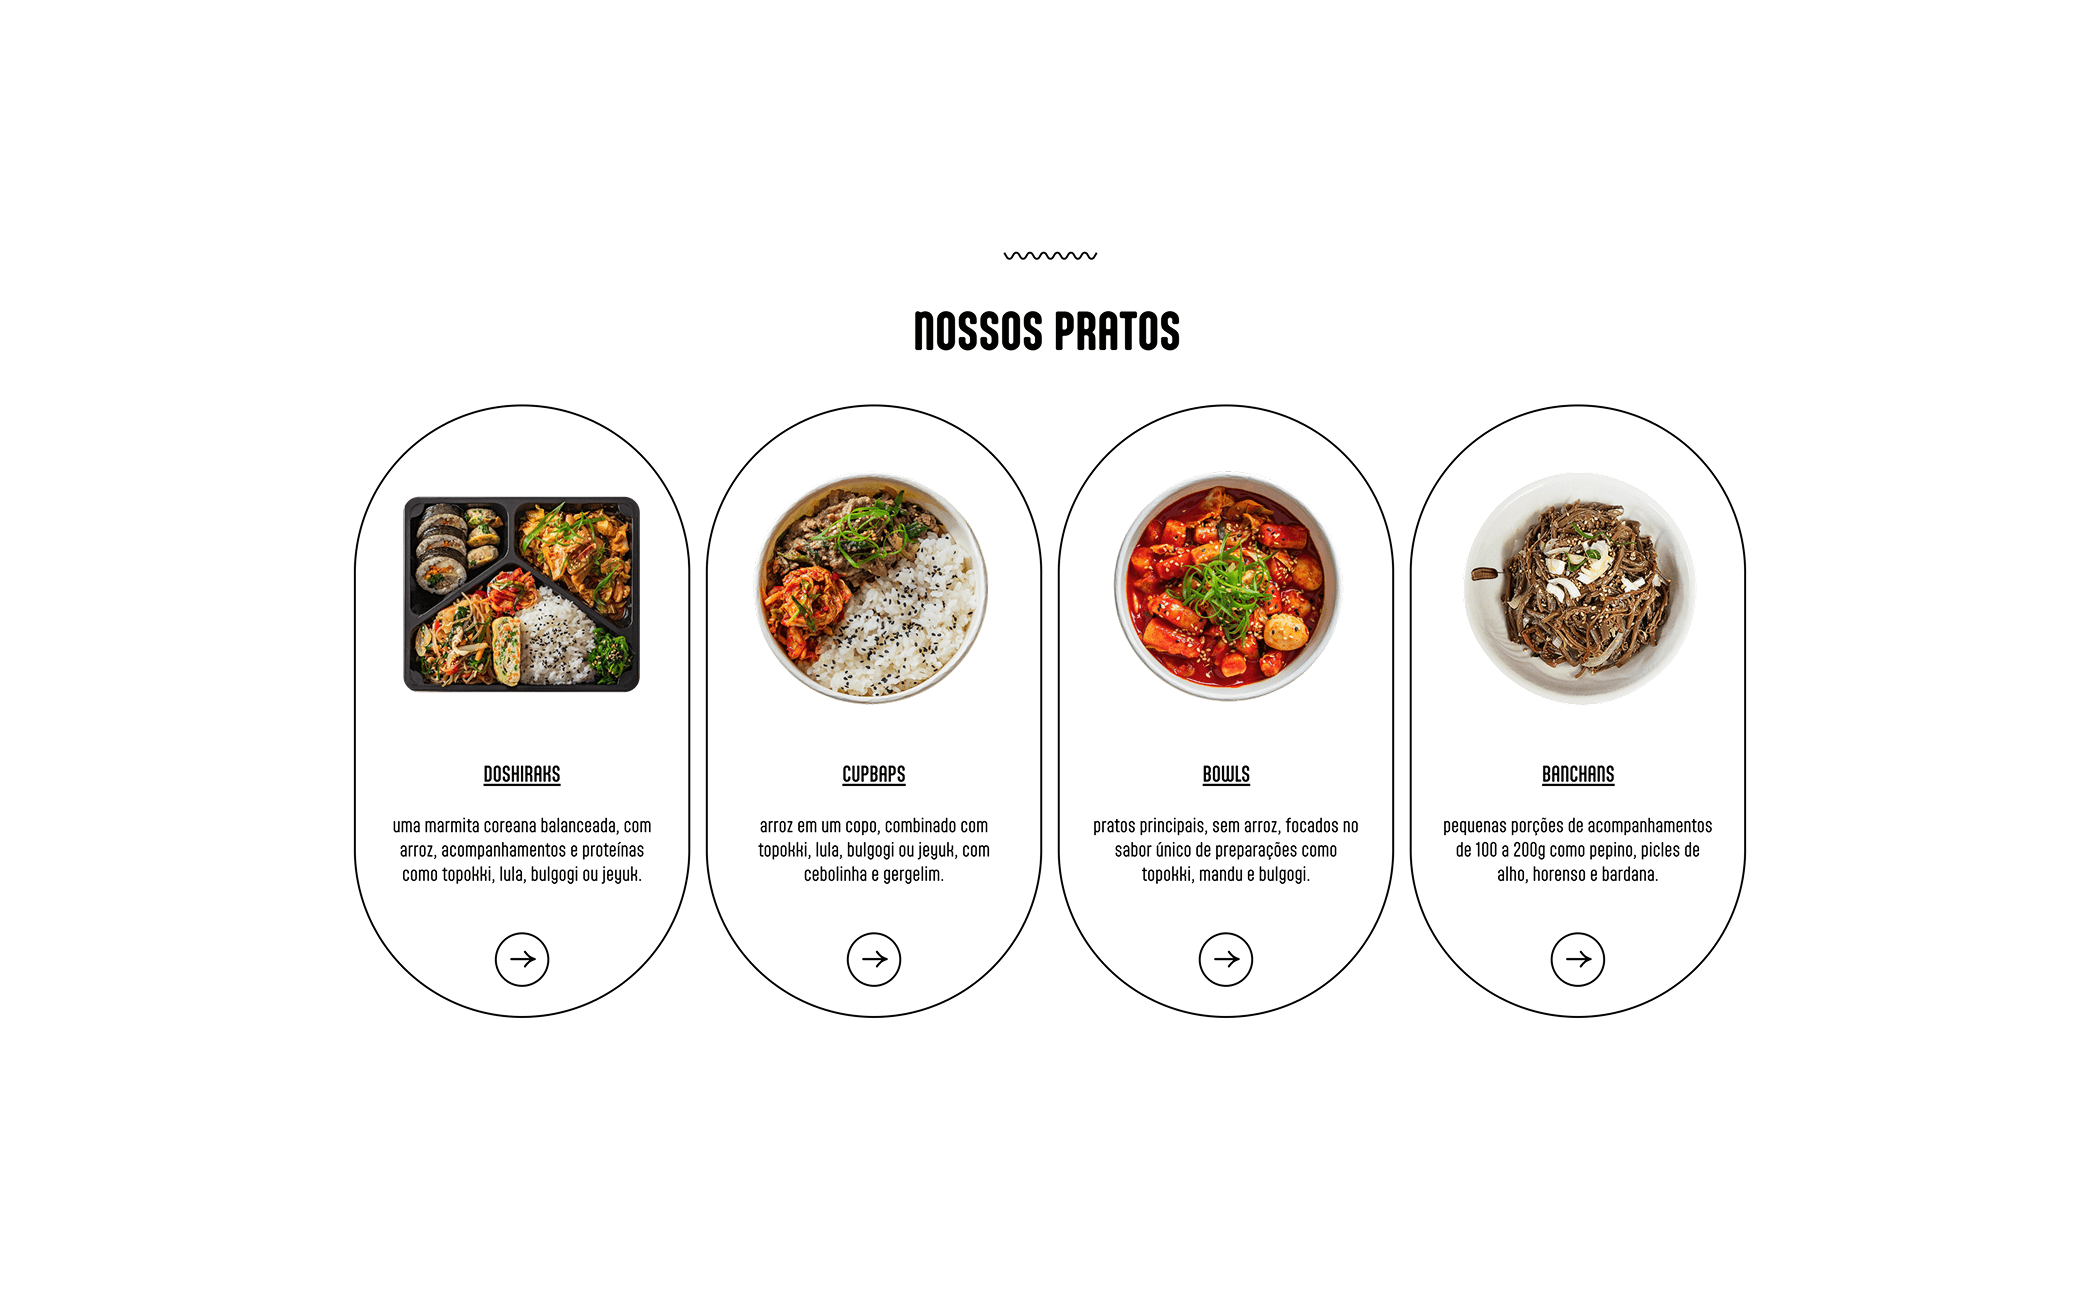 NOSSOS PRATOS
DOSHIRAKS
uma marmita coreana balanceada, com
arroz, acompanhamentos e proteínas
como topokki, lula, bulgogi ou jeyuk.
CUPBAPS
arroz em um copo, combinado com
topokki, lula, bulgogi ou jeyuk, com
cebolinha e gergelim.
BOWLS
pratos principais, sem arroz, focados no
sabor único de preparações como
topokki, mandu e bulgogi.
BANCHANS
pequenas porções de acompanhamentos
de 100 a 200g como pepino, picles de
alho, horenso e bardana.